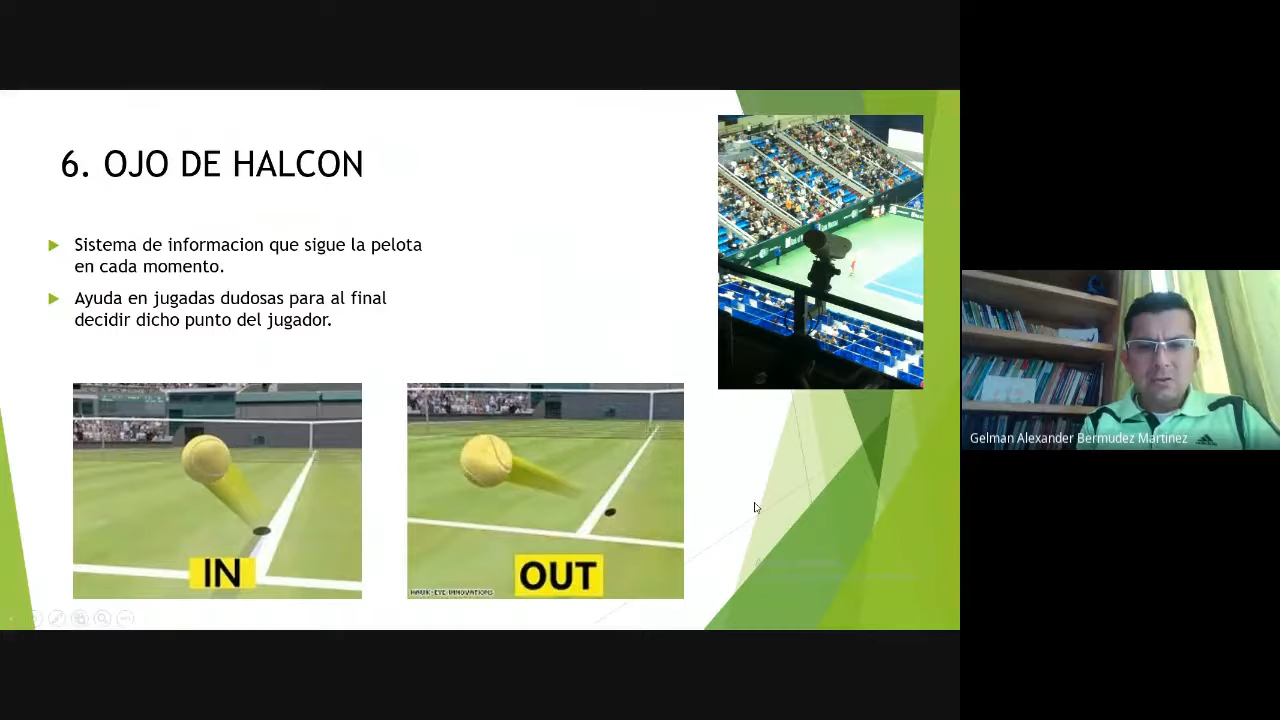 6. OJO DE HALCON
Sistema de informacion que sigue la pelota
en cada momento.
Ayuda en jugadas dudosas para al final
decidir dicho punto del jugador.
IN
OUT
HAWK-EYE INNOVATIONS
Gelman Alexander Bermudez Martinez